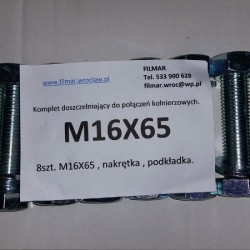 FILMAR
www.filmar.wroclaw.pl
Tel. 533 900 628
filmar.wroc@wp.pl
Komplet doszczelniający do połączeń kołnierzowych.
M16X65
8szt. M16X65 , nakrętka , podkładka.